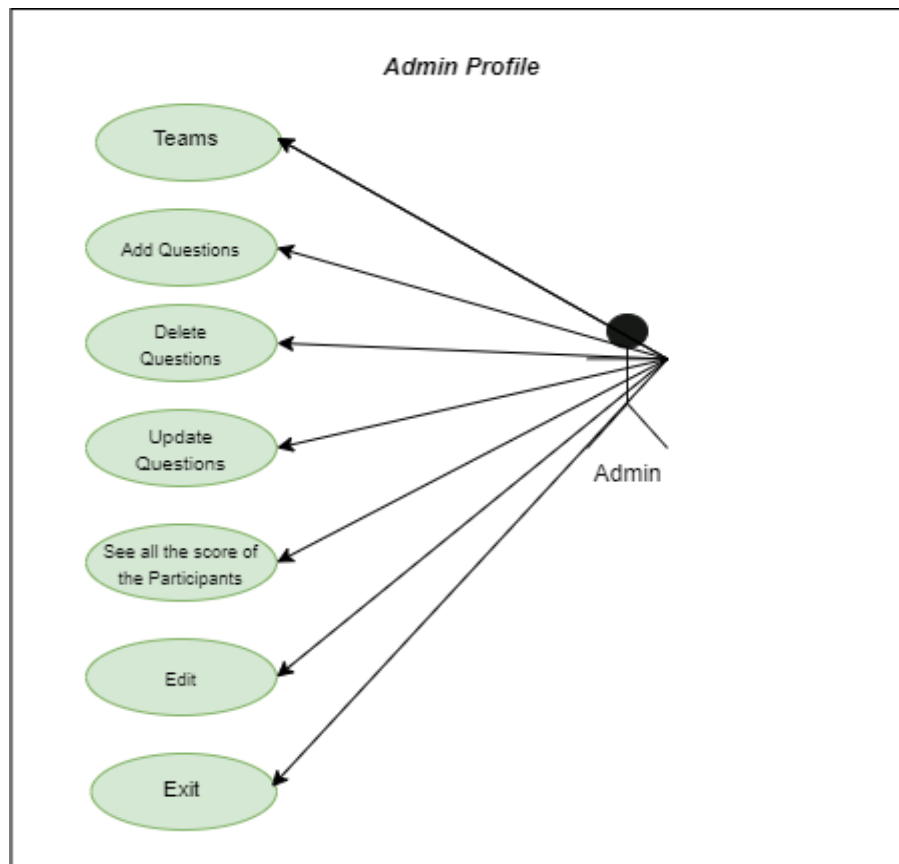 Admin Profile
Teams
Add Questions
Delete
Questions
Update
Questions
Admin
See all the score of
the Participants
Edit
Exit